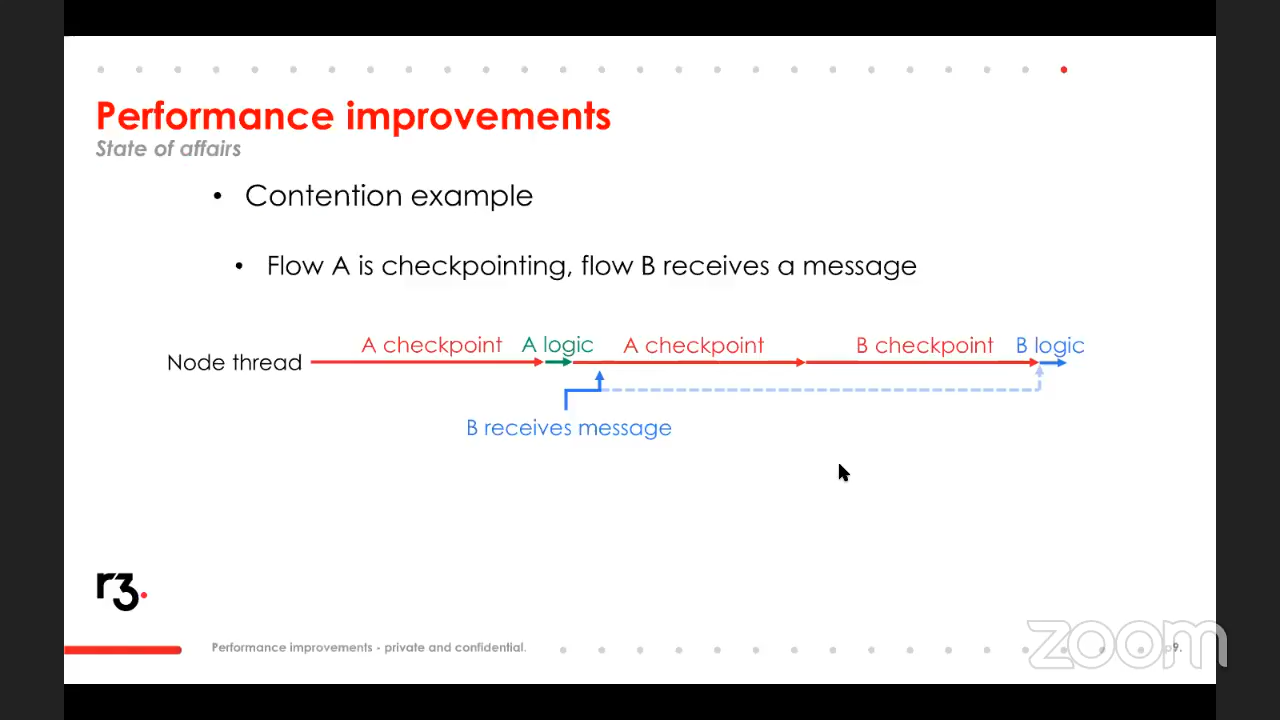 Performance improvements
State of affairs
• Contention example
• Flow A is checkpointing, flow B receives a message
A checkpoint A logic A checkpoint B checkpoint B logic
Node thread
B receives message
r3.
Performance improvements - private and confidential.
zoom
9.